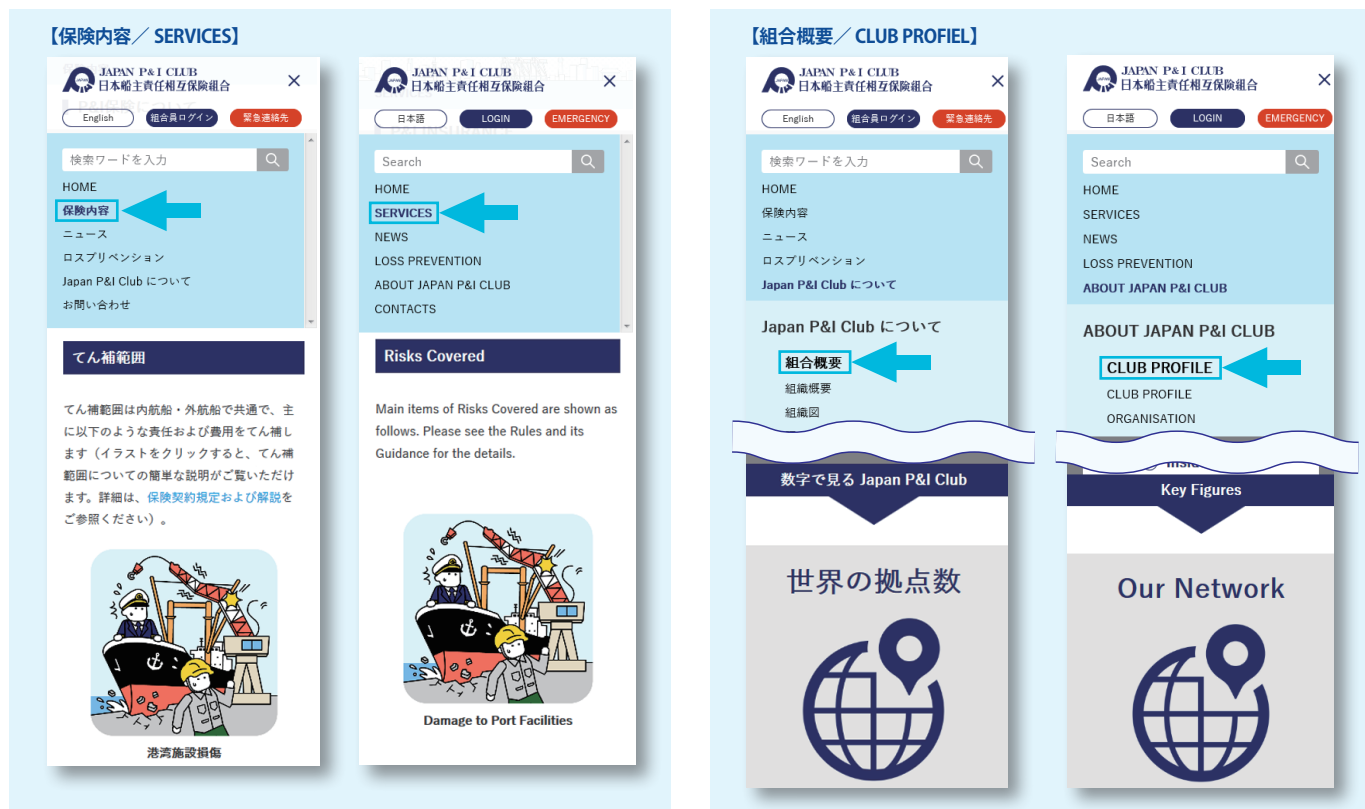 【保険内容／ SERVICES】
JAPAN P&I CLUB
日本船主責任相互保険組合
×
English
組合員ログイン
緊急連絡先
検索ワードを入力
HOME
保険内容
ニュース
ロスプリベンション
Japan P&I Club について
お問い合わせ
てん補範囲
てん補範囲は内航船・外航船で共通で、主
に以下のような責任および費用をてん補し
ます（イラストをクリックすると、てん補
範囲についての簡単な説明がご覧いただけ
ます。詳細は、保険契約規定および解説を
ご参照ください）。
港湾施設損傷
JAPAN P&I CLUB
日本船主責任相互保険組合
×
日本語
LOGIN
EMERGENCY
Search
HOME
SERVICES
NEWS
LOSS PREVENTION
ABOUT JAPAN P&I CLUB
CONTACTS
Risks Covered
Main items of Risks Covered are shown as
follows. Please see the Rules and its
Guidance for the details.
Damage to Port Facilities
【組合概要／ CLUB PROFIEL】
JAPAN P&I CLUB
日本船主責任相互保険組合
×
English
組合員ログイン
緊急連絡先
検索ワードを入力
HOME
保険内容
ニュース
ロスプリベンション
Japan P&I Club について
Japan P&I Club について
組合概要
組織概要
組織図
数字で見る Japan P&I Club
世界の拠点数
JAPAN P&I CLUB
日本船主責任相互保険組合
×
日本語
LOGIN
EMERGENCY
Search
HOME
SERVICES
NEWS
LOSS PREVENTION
ABOUT JAPAN P&I CLUB
ABOUT JAPAN P&I CLUB
CLUB PROFILE
CLUB PROFILE
ORGANISATION
Key Figures
Our Network